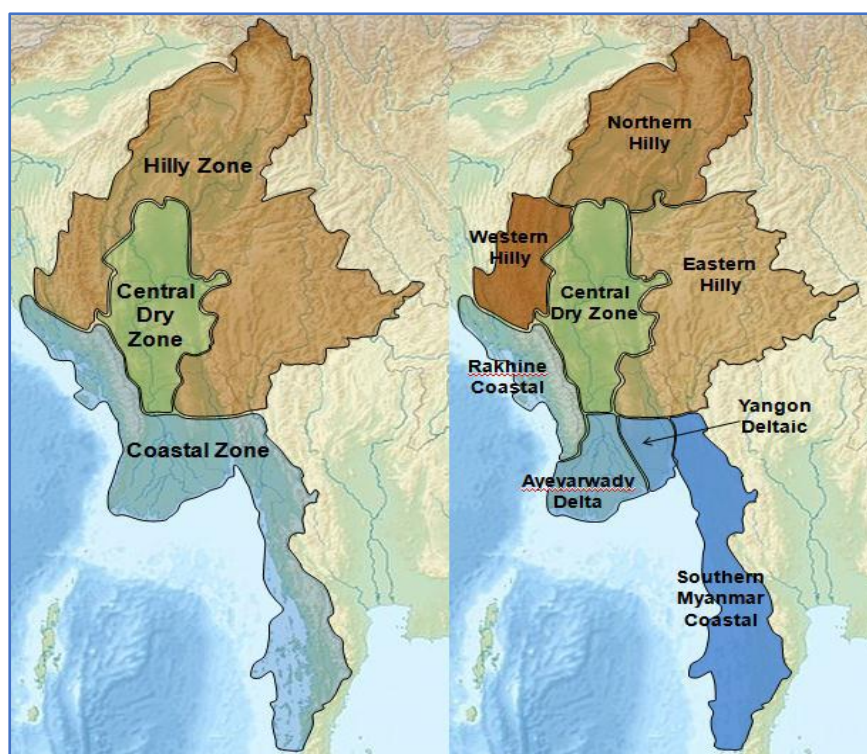 Hilly Zone
Central
Dry
Zone
Coastal Zone
Northern
Hilly
Western
Hilly
Eastern
Hilly
Central
Dry Zone
Rakhine
Coastal
Yangon
Deltaic
Ayeyarwady
Delta
Southern
Myanmar
Coastal